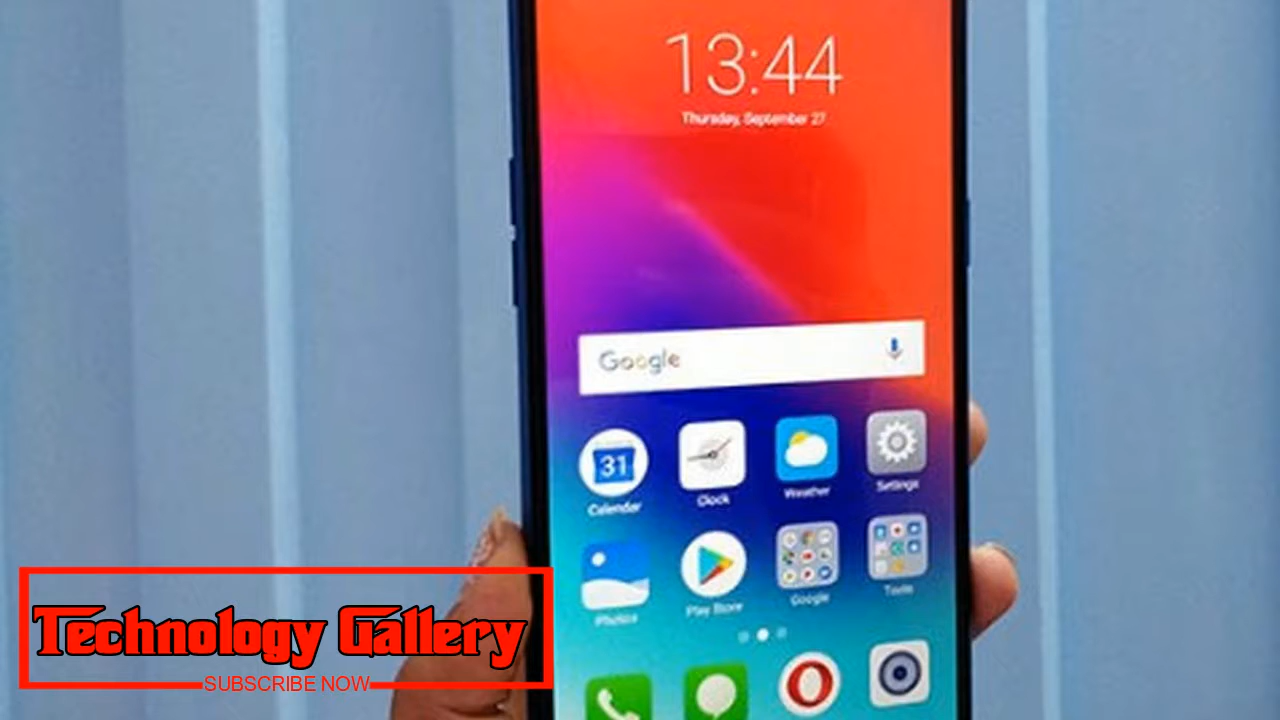 13:44
Thursday, September 27
Google
31
Calendar
Clock
Weather
Settings
Photos
Play Store
Google
Tools
Technology Gallery
SUBSCRIBE NOW